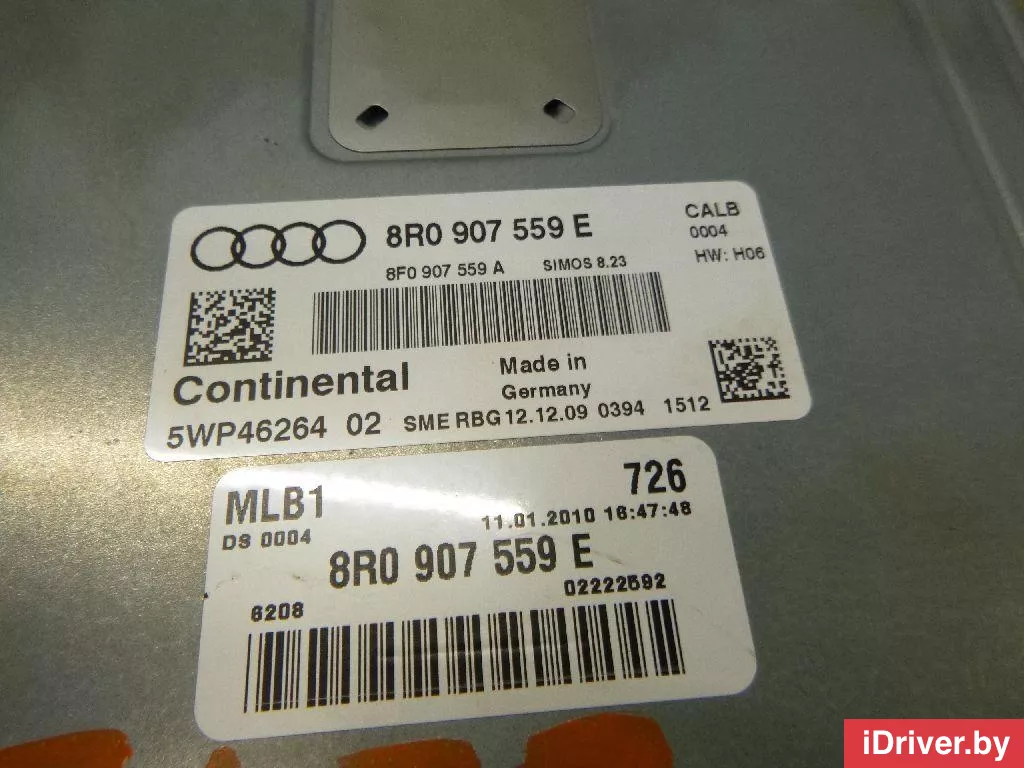 8R0 907 559 E
CALB
0004
HW: H06
8F0 907 559 A SIMOS 8.23
Continental
Made in
Germany
5WP46264 02 SME RBG 12.12.09 0394 1512
MLB1
726
11.01.2010 16:47:48
DS 0004
8R0 907 559 E
6208
02222592
iDriver.by